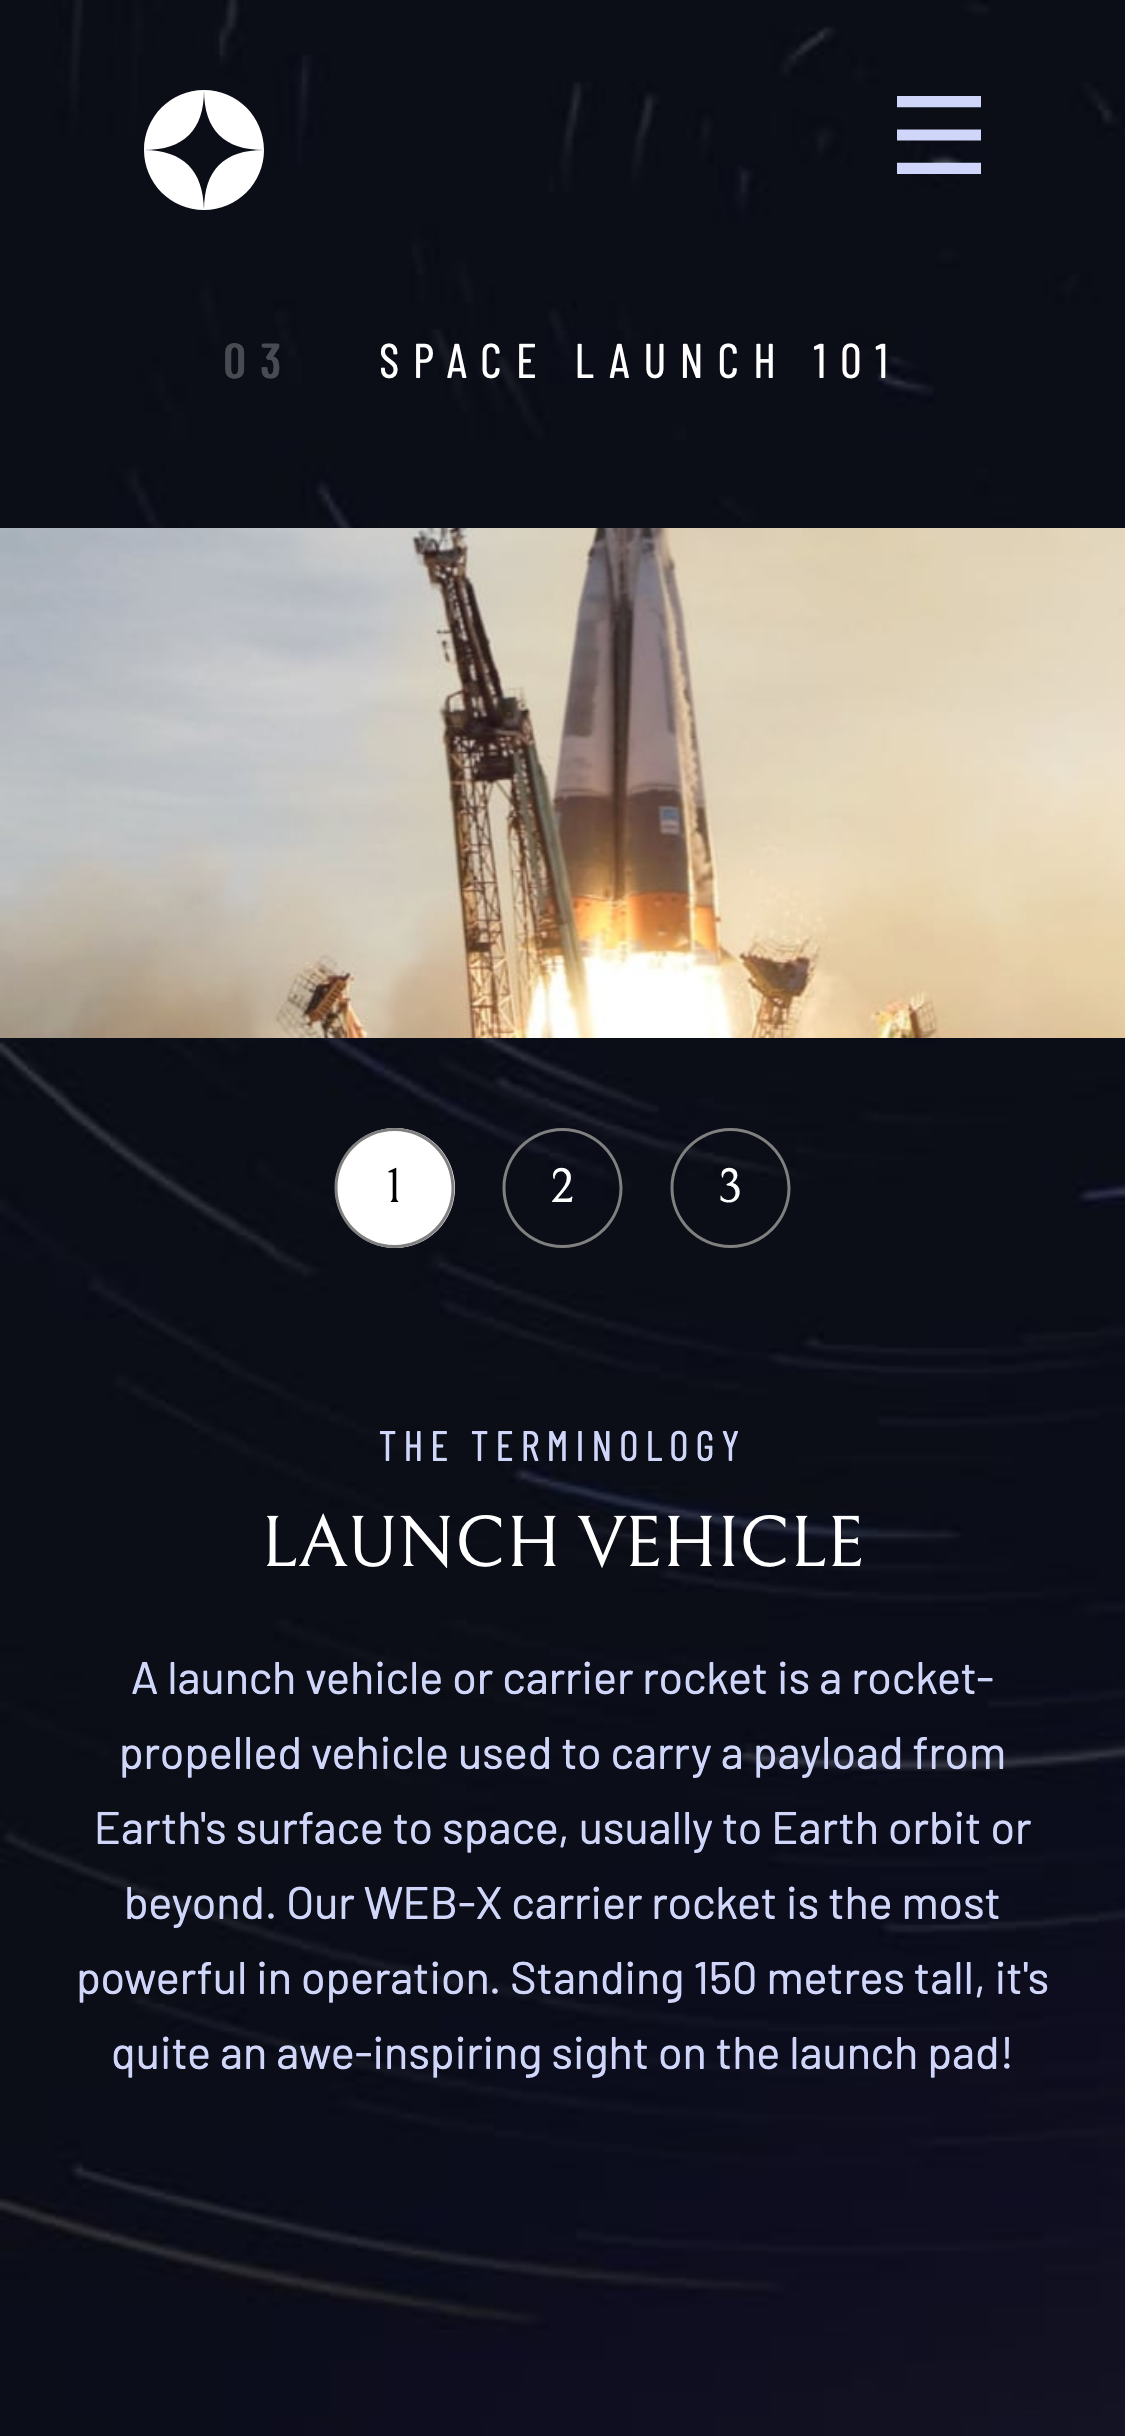 03 SPACE LAUNCH 101
1 2 3
THE TERMINOLOGY
LAUNCH VEHICLE
A launch vehicle or carrier rocket is a rocket-
propelled vehicle used to carry a payload from
Earth's surface to space, usually to Earth orbit or
beyond. Our WEB-X carrier rocket is the most
powerful in operation. Standing 150 metres tall, it's
quite an awe-inspiring sight on the launch pad!